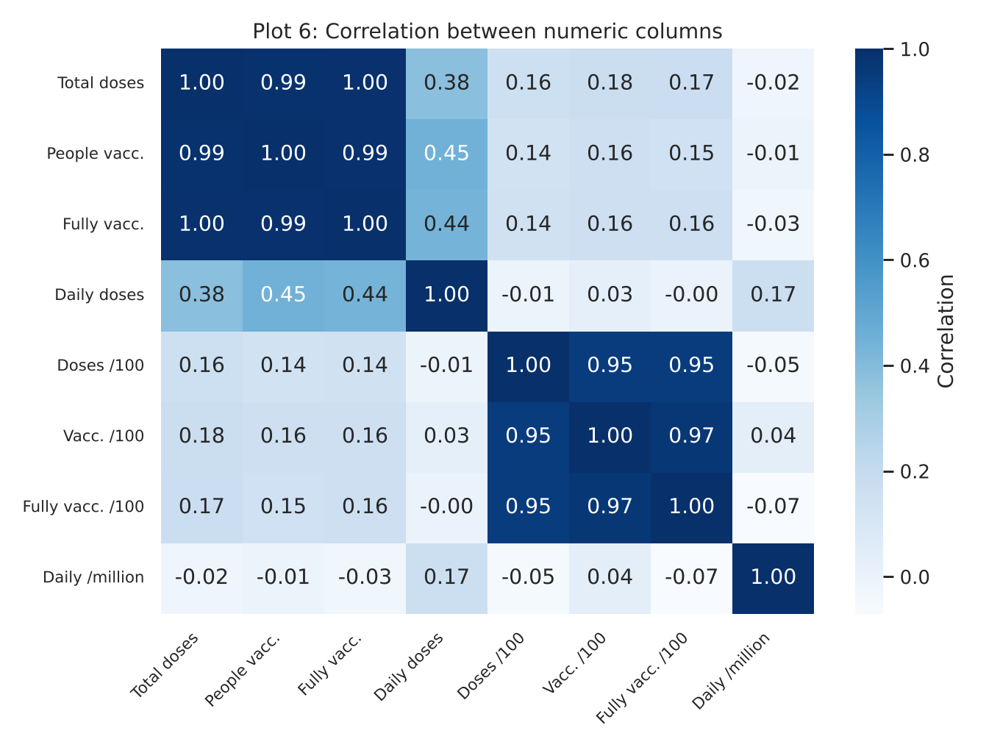 Plot 6: Correlation between numeric columns
Total doses 1.00 0.99 1.00 0.38 0.16 0.18 0.17 -0.02
People vacc. 0.99 1.00 0.99 0.45 0.14 0.16 0.15 -0.01
Fully vacc. 1.00 0.99 1.00 0.44 0.14 0.16 0.16 -0.03
Daily doses 0.38 0.45 0.44 1.00 -0.01 0.03 -0.00 0.17
Doses /100 0.16 0.14 0.14 -0.01 1.00 0.95 0.95 -0.05
Vacc. /100 0.18 0.16 0.16 0.03 0.95 1.00 0.97 0.04
Fully vacc. /100 0.17 0.15 0.16 -0.00 0.95 0.97 1.00 -0.07
Daily /million -0.02 -0.01 -0.03 0.17 -0.05 0.04 -0.07 1.00
Total doses
People vacc.
Fully vacc.
Daily doses
Doses /100
Vacc. /100
Fully vacc. /100
Daily /million
1.0
0.8
0.6
0.4
0.2
0.0
Correlation